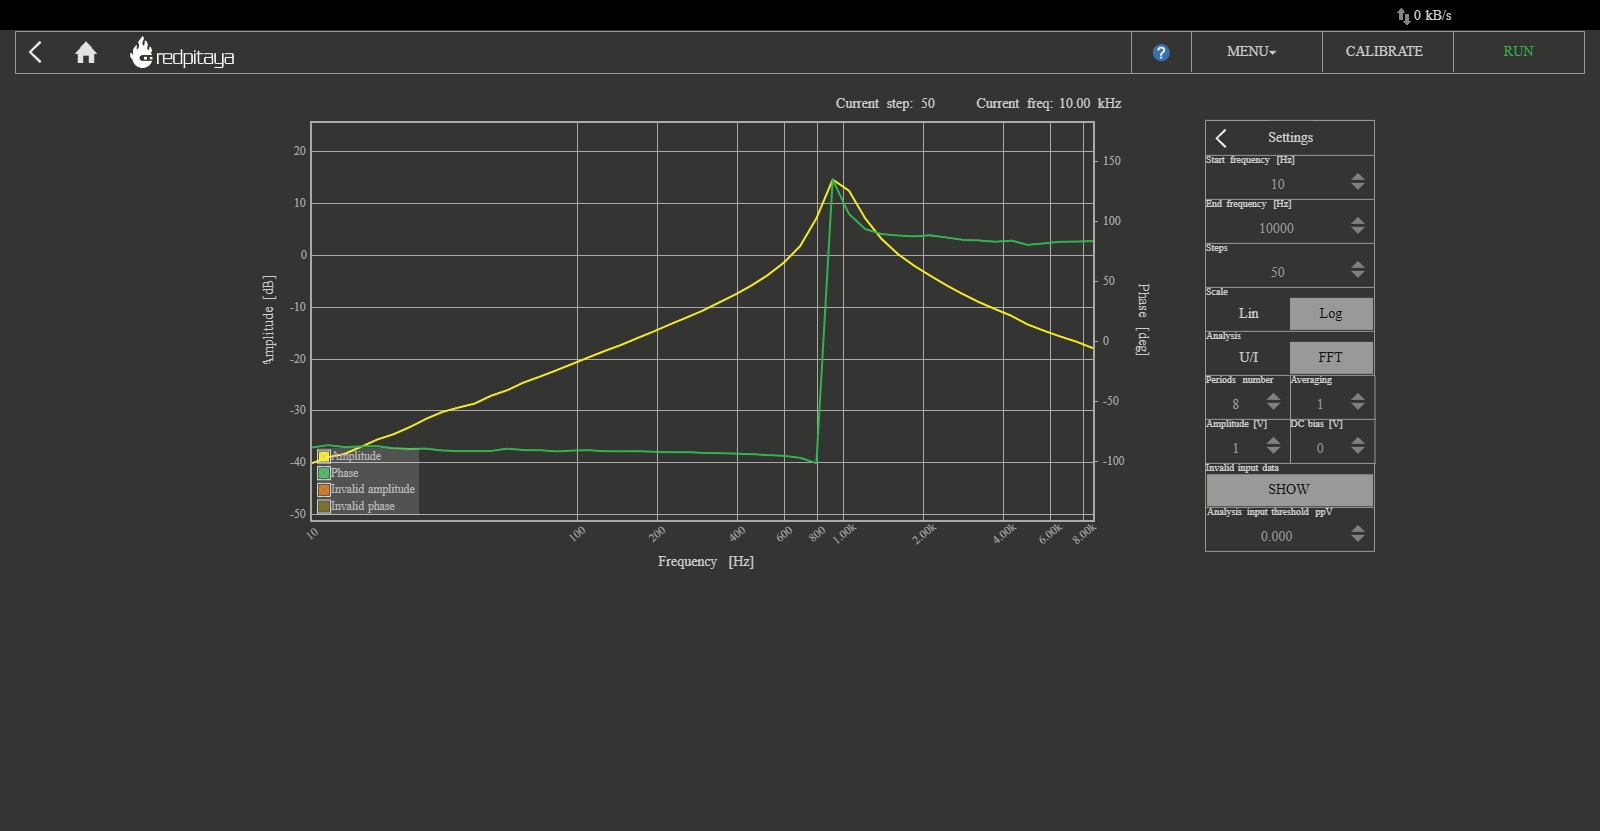 0 kB/s
redpitaya
?
MENU
CALIBRATE
RUN
Current step: 50
Current freq: 10.00 kHz
20
10
0
-10
-20
-30
-40
-50
Amplitude [dB]
150
100
50
0
-50
-100
Phase [deg]
Amplitude
Phase
Invalid amplitude
Invalid phase
10
100
200
400
600
800
1.00k
2.00k
4.00k
6.00k
8.00k
Frequency [Hz]
Settings
Start frequency [Hz]
10
End frequency [Hz]
10000
Steps
50
Scale
Lin Log
Analysis
U/I FFT
Periods number Averaging
8 1
Amplitude [V] DC bias [V]
1 0
Invalid input data
SHOW
Analysis input threshold ppV
0.000